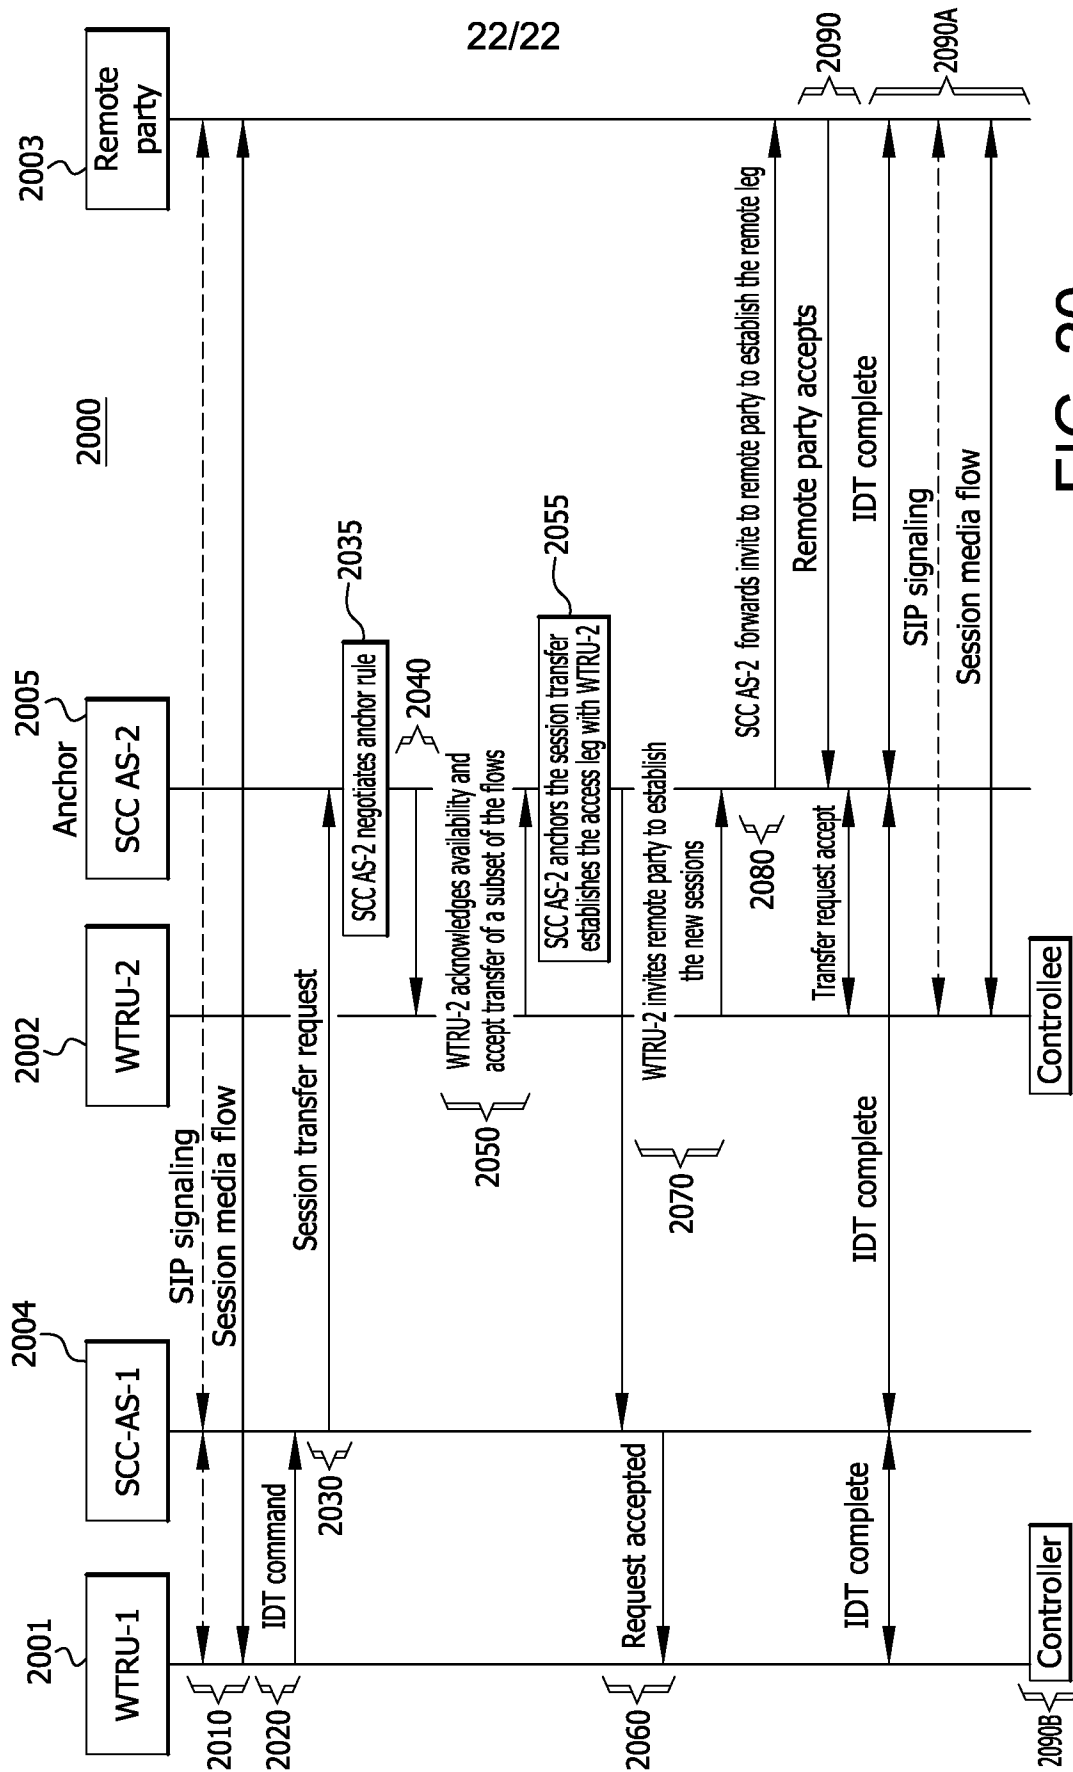 22/22
2000
2001
WTRU-1
2004
SCC-AS-1
2002
WTRU-2
2005
Anchor
SCC AS-2
2003
Remote
party
2010
SIP signaling
Session media flow
2020
IDT command
2030
Session transfer request
2035
SCC AS-2 negotiates anchor rule
2040
2050
WTRU-2 acknowledges availability and
accept transfer of a subset of the flows
2055
SCC AS-2 anchors the session transfer
establishes the access leg with WTRU-2
2060
Request accepted
2070
WTRU-2 invites remote party to establish
the new sessions
2080
SCC AS-2 forwards invite to remote party to establish the remote leg
2090
Remote party accepts
Transfer request accept
IDT complete
IDT complete
IDT complete
2090A
SIP signaling
Session media flow
2090B
Controller
Controllee